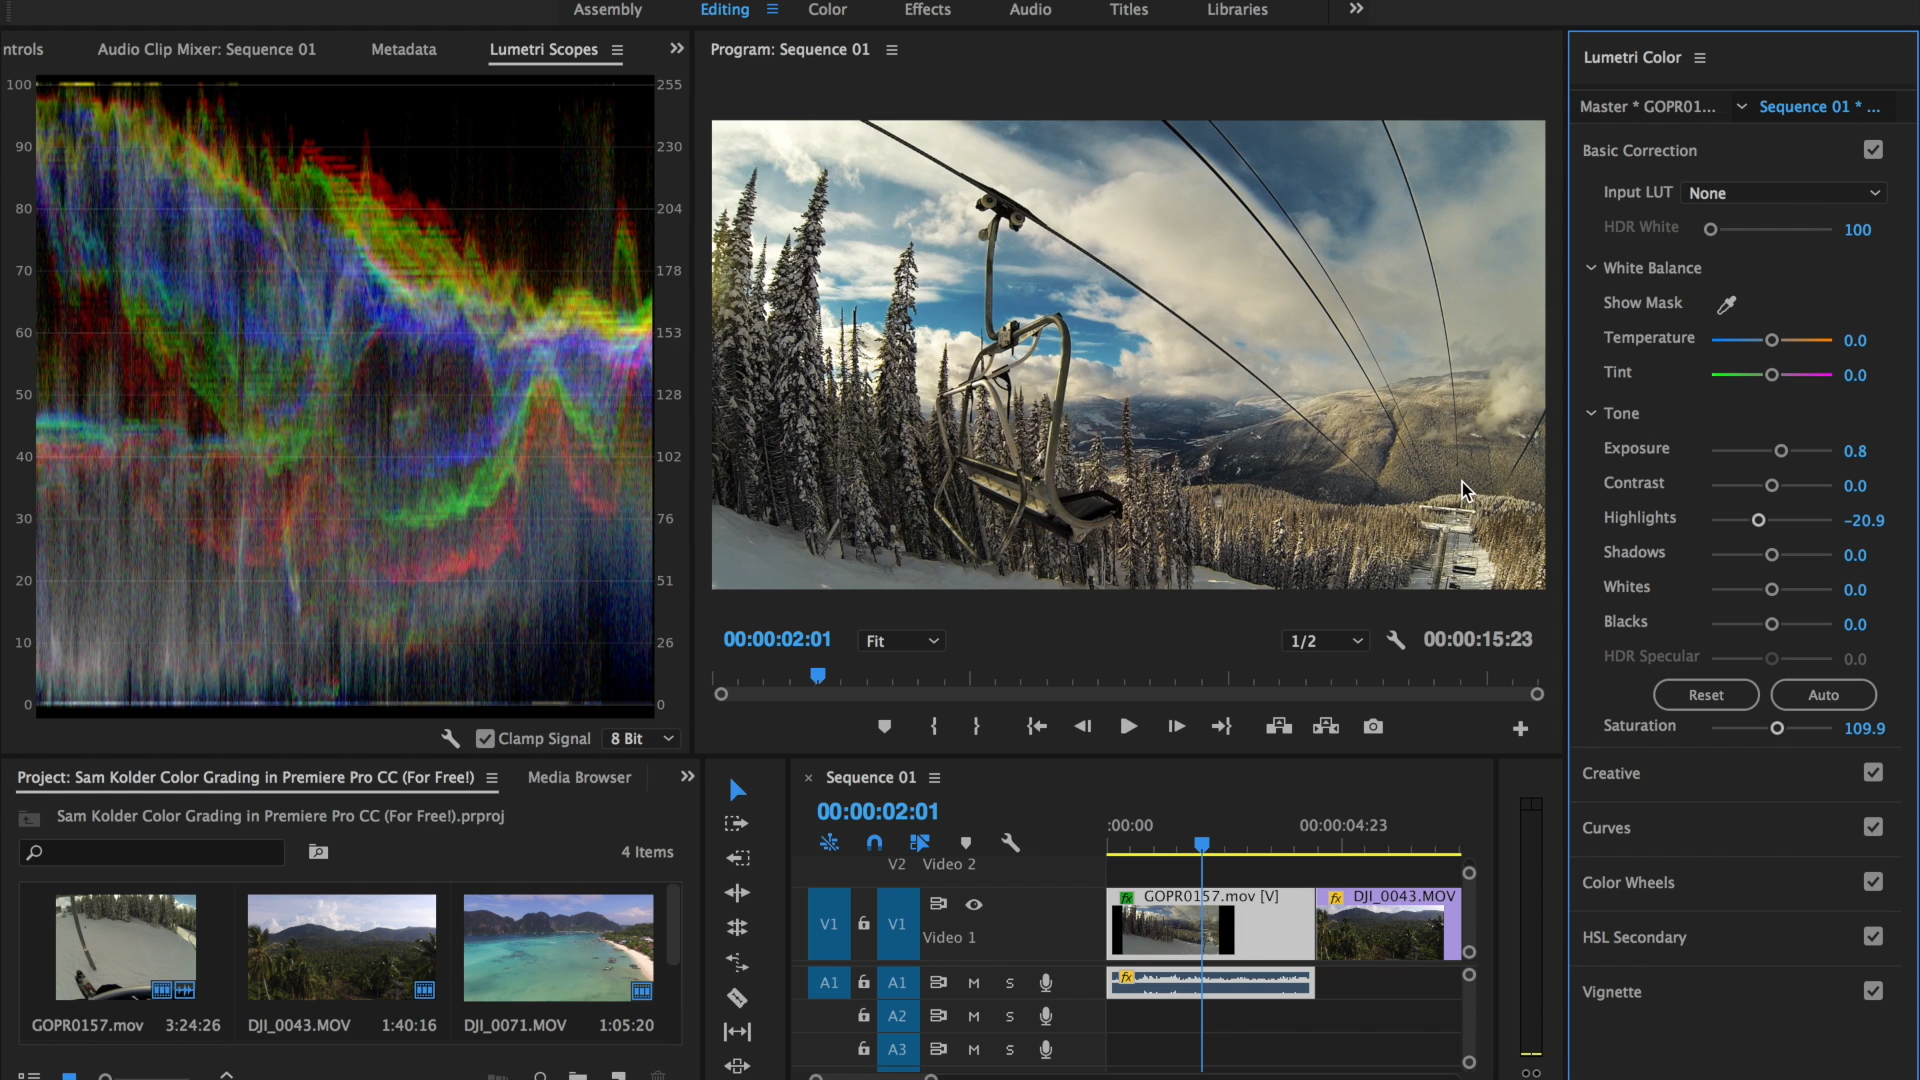 Assembly Editing Color Effects Audio Titles Libraries
ntrols Audio Clip Mixer: Sequence 01 Metadata Lumetri Scopes
100 255
90 230
80 204
70 178
60 153
50 128
40 102
30 76
20 51
10 26
0 0
Clamp Signal 8 Bit
Program: Sequence 01
00:00:02:01 Fit 1/2 00:00:15:23
Lumetri Color
Master * GOPR01... Sequence 01 * ...
Basic Correction
Input LUT None
HDR White 100
White Balance
Show Mask
Temperature 0.0
Tint 0.0
Tone
Exposure 0.8
Contrast 0.0
Highlights -20.9
Shadows 0.0
Whites 0.0
Blacks 0.0
HDR Specular 0.0
Reset Auto
Saturation 109.9
Creative
Curves
Color Wheels
HSL Secondary
Vignette
Project: Sam Kolder Color Grading in Premiere Pro CC (For Free!) Media Browser
Sam Kolder Color Grading in Premiere Pro CC (For Free!).prproj
4 Items
GOPR0157.mov 3:24:26 DJI_0043.MOV 1:40:16 DJI_0071.MOV 1:05:20
× Sequence 01
00:00:02:01
:00:00 00:00:04:23
V2 Video 2
fx GOPR0157.mov [V] fx DJI_0043.MOV
V1 V1
Video 1
fx
A1 A1 M S
A2 M S
A3 M S